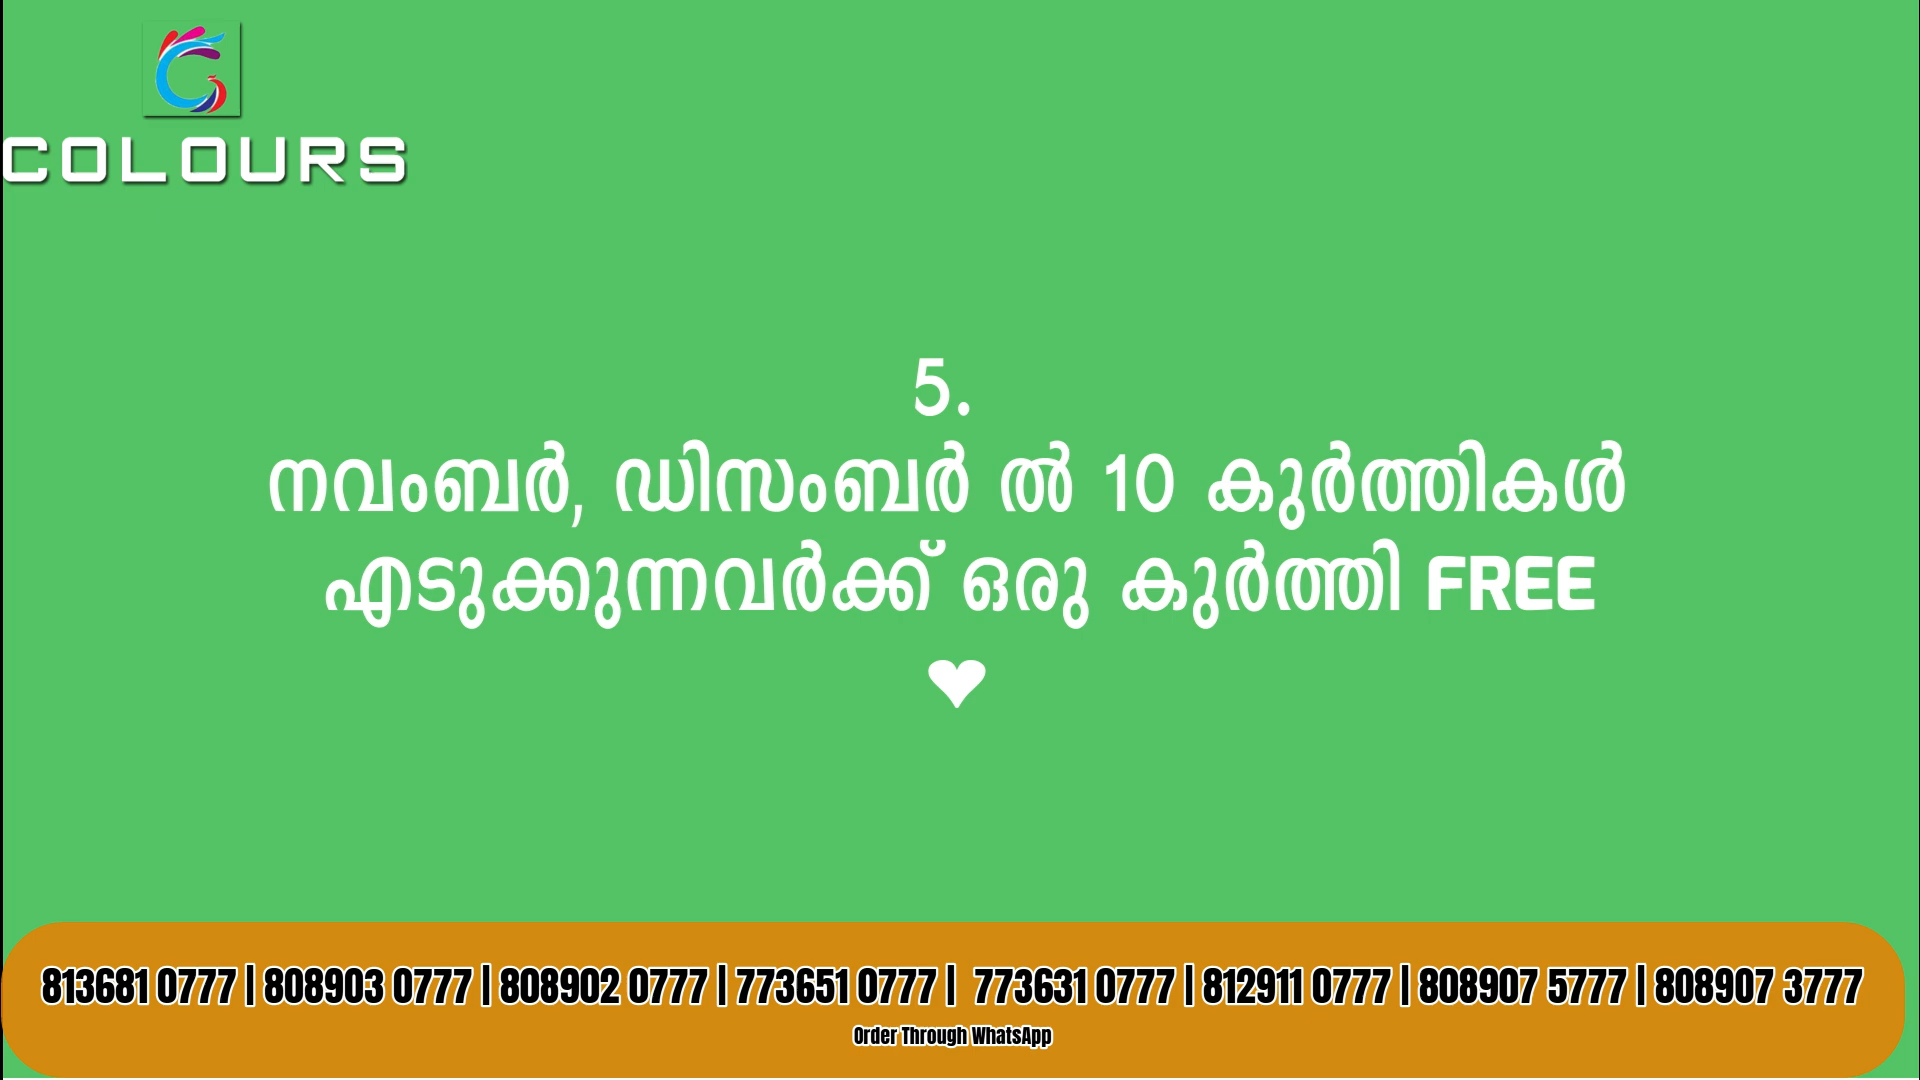 COLOURS
5.
നവംബർ, ഡിസംബർ ൽ 10 കുർത്തികൾ
എടുക്കുന്നവർക്ക് ഒരു കുർത്തി FREE
❤
813681 0777 | 808903 0777 | 808902 0777 | 773651 0777 | 773631 0777 | 812911 0777 | 808907 5777 | 808907 3777
Order Through WhatsApp